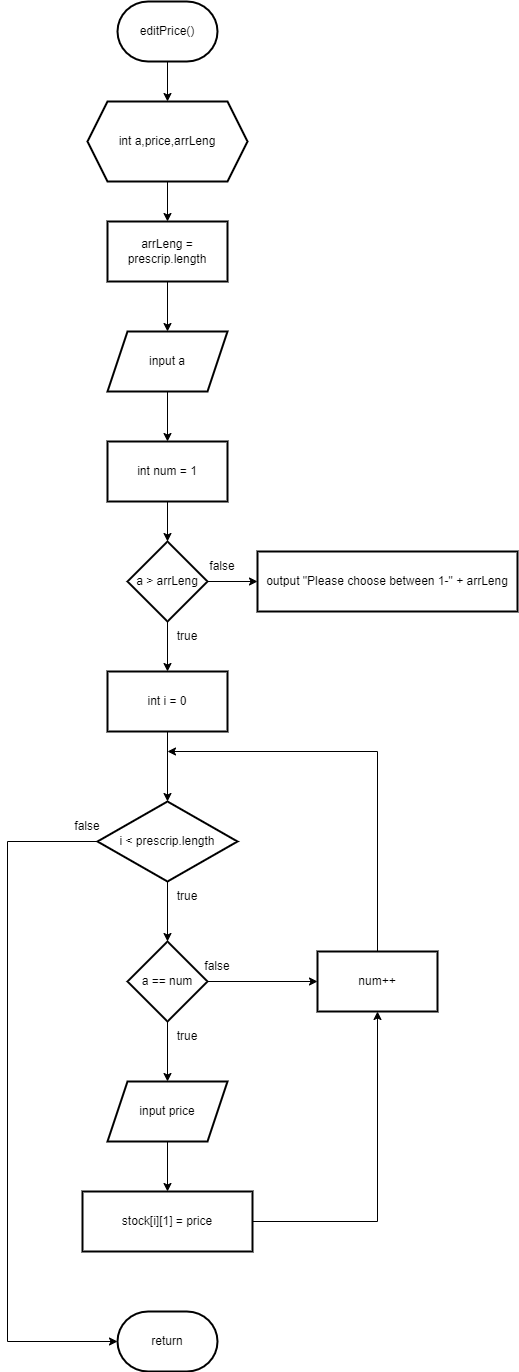 editPrice()
int a,price,arrLeng
arrLeng =
prescrip.length
input a
int num = 1
a > arrLeng
false
output "Please choose between 1-" + arrLeng
true
int i = 0
false
i < prescrip.length
true
a == num
false
num++
true
input price
stock[i][1] = price
return